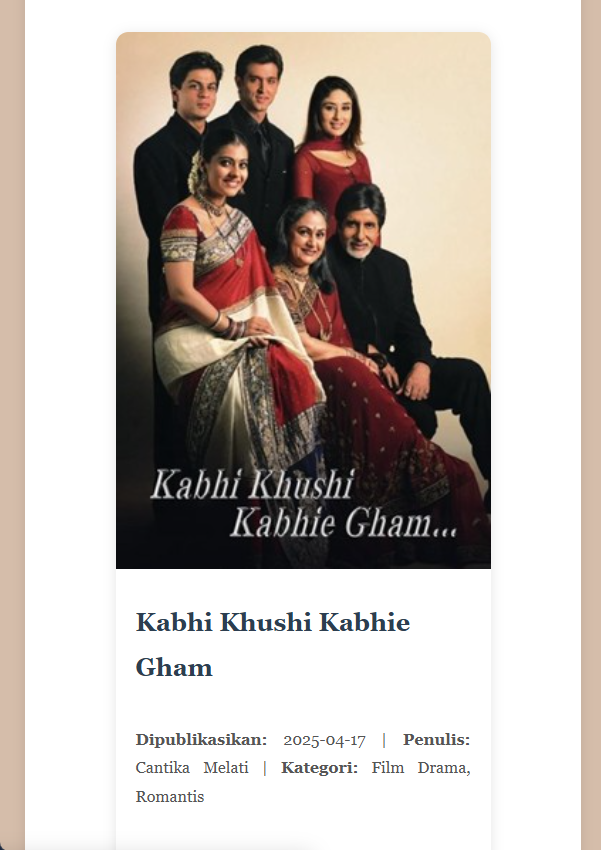 Kabhi Khushi
Kabhie Gham...
Kabhi Khushi Kabhie
Gham
Dipublikasikan: 2025-04-17 | Penulis:
Cantika Melati | Kategori: Film Drama,
Romantis